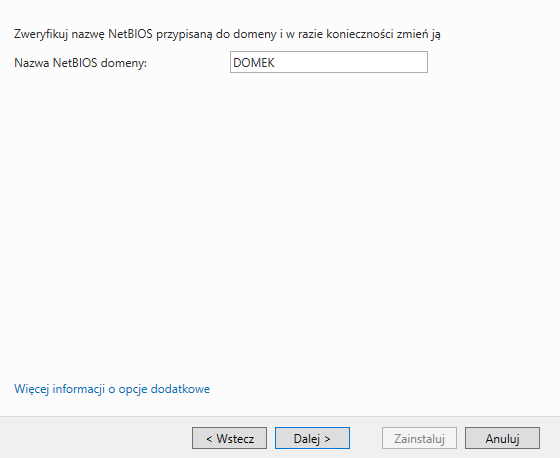 Zweryfikuj nazwę NetBIOS przypisaną do domeny i w razie konieczności zmień ją
Nazwa NetBIOS domeny: DOMEK
Więcej informacji o opcje dodatkowe
< Wstecz Dalej > Zainstaluj Anuluj